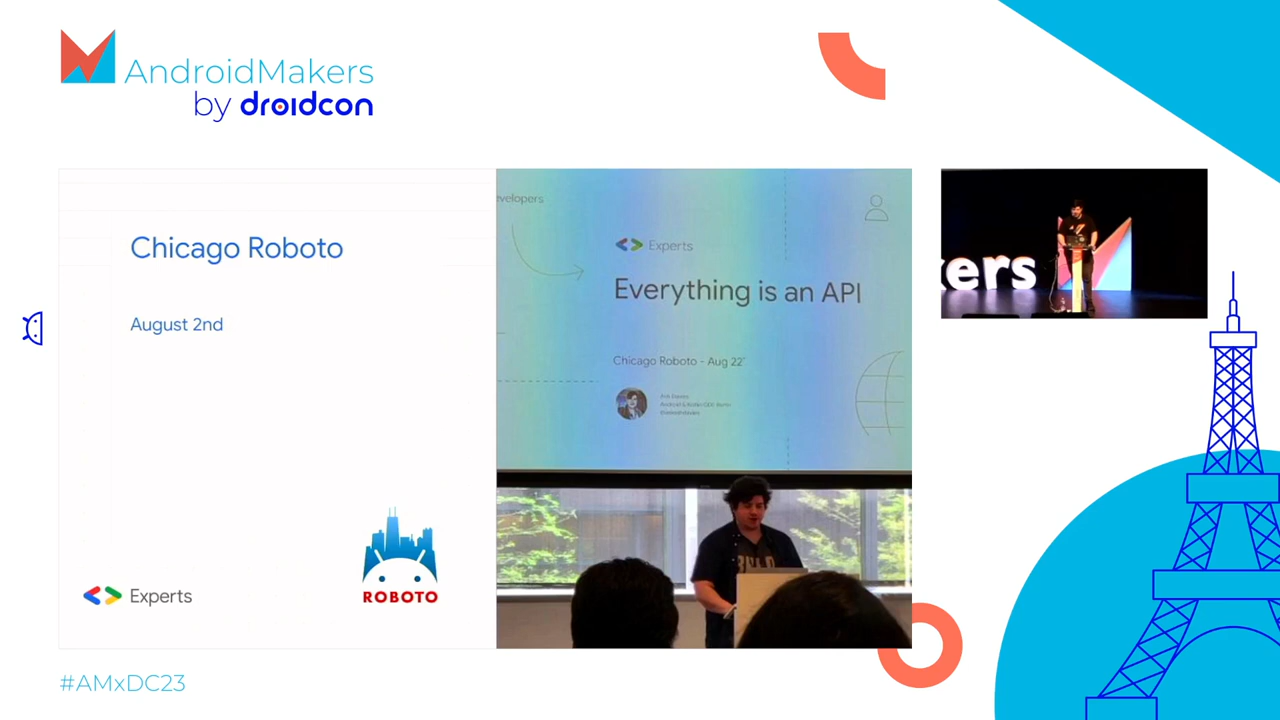 AndroidMakers
by droidcon
Chicago Roboto
August 2nd
ROBOTO
Experts
velopers
Experts
Everything is an API
Chicago Roboto - Aug 22'
kers
#AMxDC23